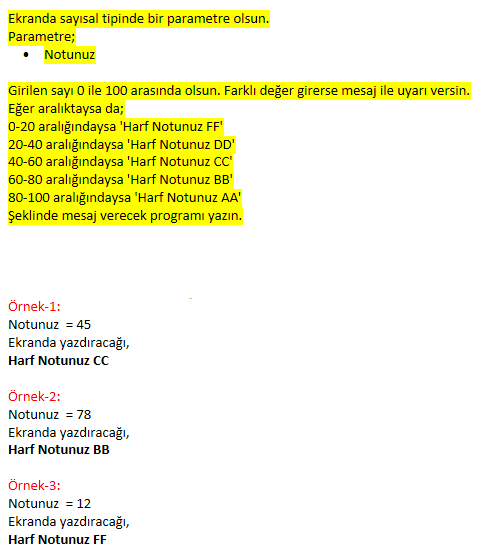 Ekranda sayısal tipinde bir parametre olsun.
Parametre;
• Notunuz
Girilen sayı 0 ile 100 arasında olsun. Farklı değer girerse mesaj ile uyarı versin.
Eğer aralıktaysa da;
0-20 aralığındaysa 'Harf Notunuz FF'
20-40 aralığındaysa 'Harf Notunuz DD'
40-60 aralığındaysa 'Harf Notunuz CC'
60-80 aralığındaysa 'Harf Notunuz BB'
80-100 aralığındaysa 'Harf Notunuz AA'
Şeklinde mesaj verecek programı yazın.
Örnek-1:
Notunuz = 45
Ekranda yazdıracağı,
Harf Notunuz CC
Örnek-2:
Notunuz = 78
Ekranda yazdıracağı,
Harf Notunuz BB
Örnek-3:
Notunuz = 12
Ekranda yazdıracağı,
Harf Notunuz FF